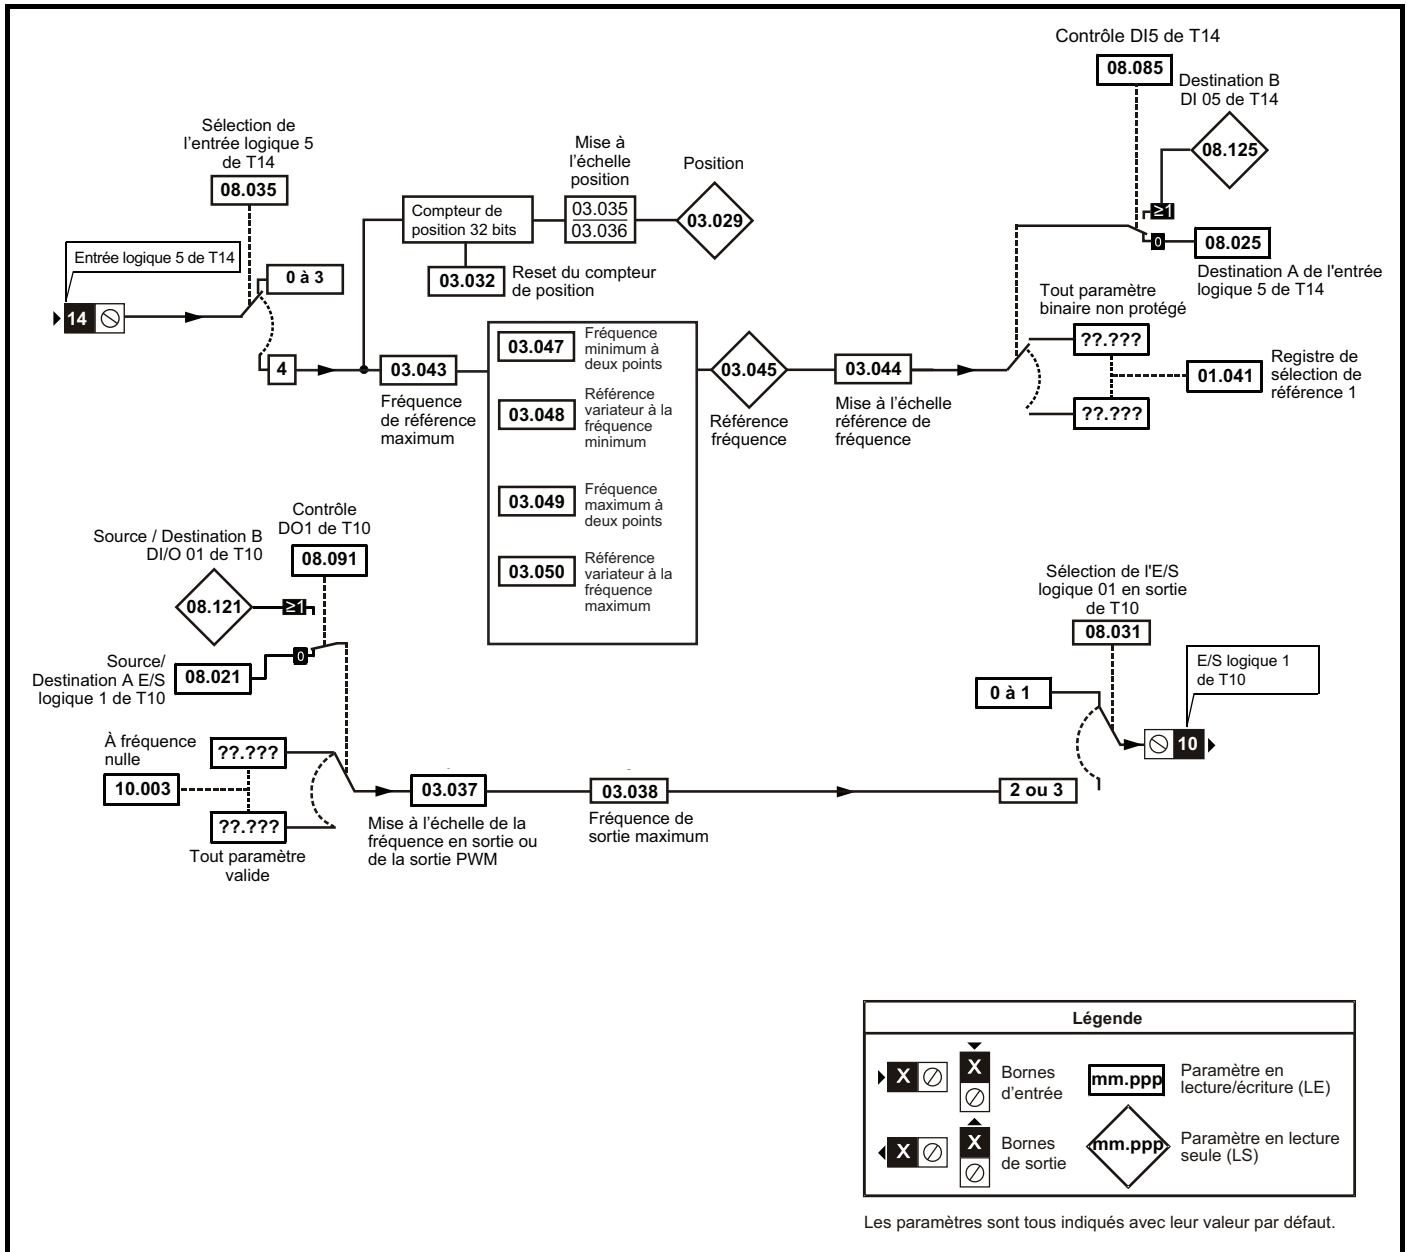 Contrôle DI5 de T14
08.085
Destination B
DI 05 de T14
08.125
≥1
0
08.025
Destination A de l'entrée
logique 5 de T14
Sélection de
l'entrée logique 5
de T14
08.035
Entrée logique 5 de T14
14
0 à 3
4
Compteur de
position 32 bits
03.032
Reset du compteur
de position
Mise à
l'échelle
position
03.035
03.036
Position
03.029
03.043
Fréquence
de référence
maximum
03.047
Fréquence
minimum à
deux points
03.048
Référence
variateur à la
fréquence
minimum
03.049
Fréquence
maximum à
deux points
03.050
Référence
variateur à la
fréquence
maximum
03.045
Référence
fréquence
03.044
Mise à l'échelle
référence de
fréquence
Tout paramètre
binaire non protégé
??.???
??.???
01.041
Registre de
sélection de
référence 1
Contrôle
DO1 de T10
08.091
Source / Destination B
DI/O 01 de T10
08.121
≥1
0
Source/
Destination A E/S
logique 1 de T10
08.021
À fréquence
nulle
10.003
??.???
??.???
Tout paramètre
valide
03.037
Mise à l'échelle de la
fréquence en sortie ou
de la sortie PWM
03.038
Fréquence de
sortie maximum
2 ou 3
0 à 1
Sélection de l'E/S
logique 01 en sortie
de T10
08.031
E/S logique 1
de T10
10
Légende
X
X
Bornes
d'entrée
mm.ppp
Paramètre en
lecture/écriture (LE)
X
X
Bornes
de sortie
mm.ppp
Paramètre en lecture
seule (LS)
Les paramètres sont tous indiqués avec leur valeur par défaut.